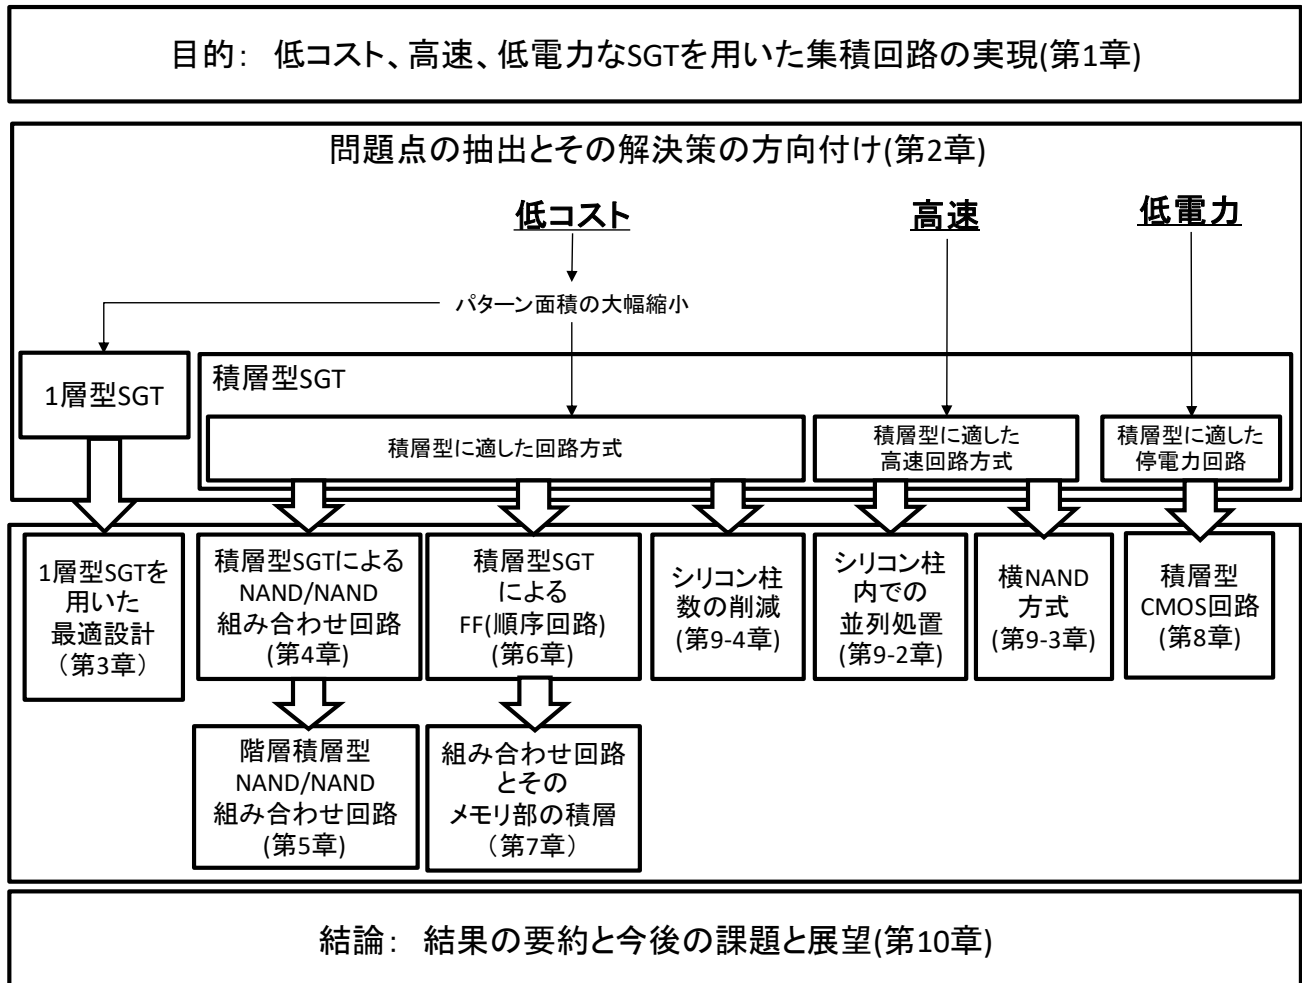 目的： 低コスト、高速、低電力なSGTを用いた集積回路の実現(第1章)
問題点の抽出とその解決策の方向付け(第2章)
低コスト
高速
低電力
パターン面積の大幅縮小
1層型SGT
積層型SGT
積層型に適した回路方式
積層型に適した
高速回路方式
積層型に適した
停電力回路
1層型SGTを
用いた
最適設計
（第3章）
積層型SGTによる
NAND/NAND
組み合わせ回路
(第4章)
積層型SGT
による
FF(順序回路)
(第6章)
シリコン柱
数の削減
(第9-4章)
シリコン柱
内での
並列処置
(第9-2章)
横NAND
方式
(第9-3章)
積層型
CMOS回路
(第8章)
階層積層型
NAND/NAND
組み合わせ回路
(第5章)
組み合わせ回路
とその
メモリ部の積層
（第7章）
結論： 結果の要約と今後の課題と展望(第10章)